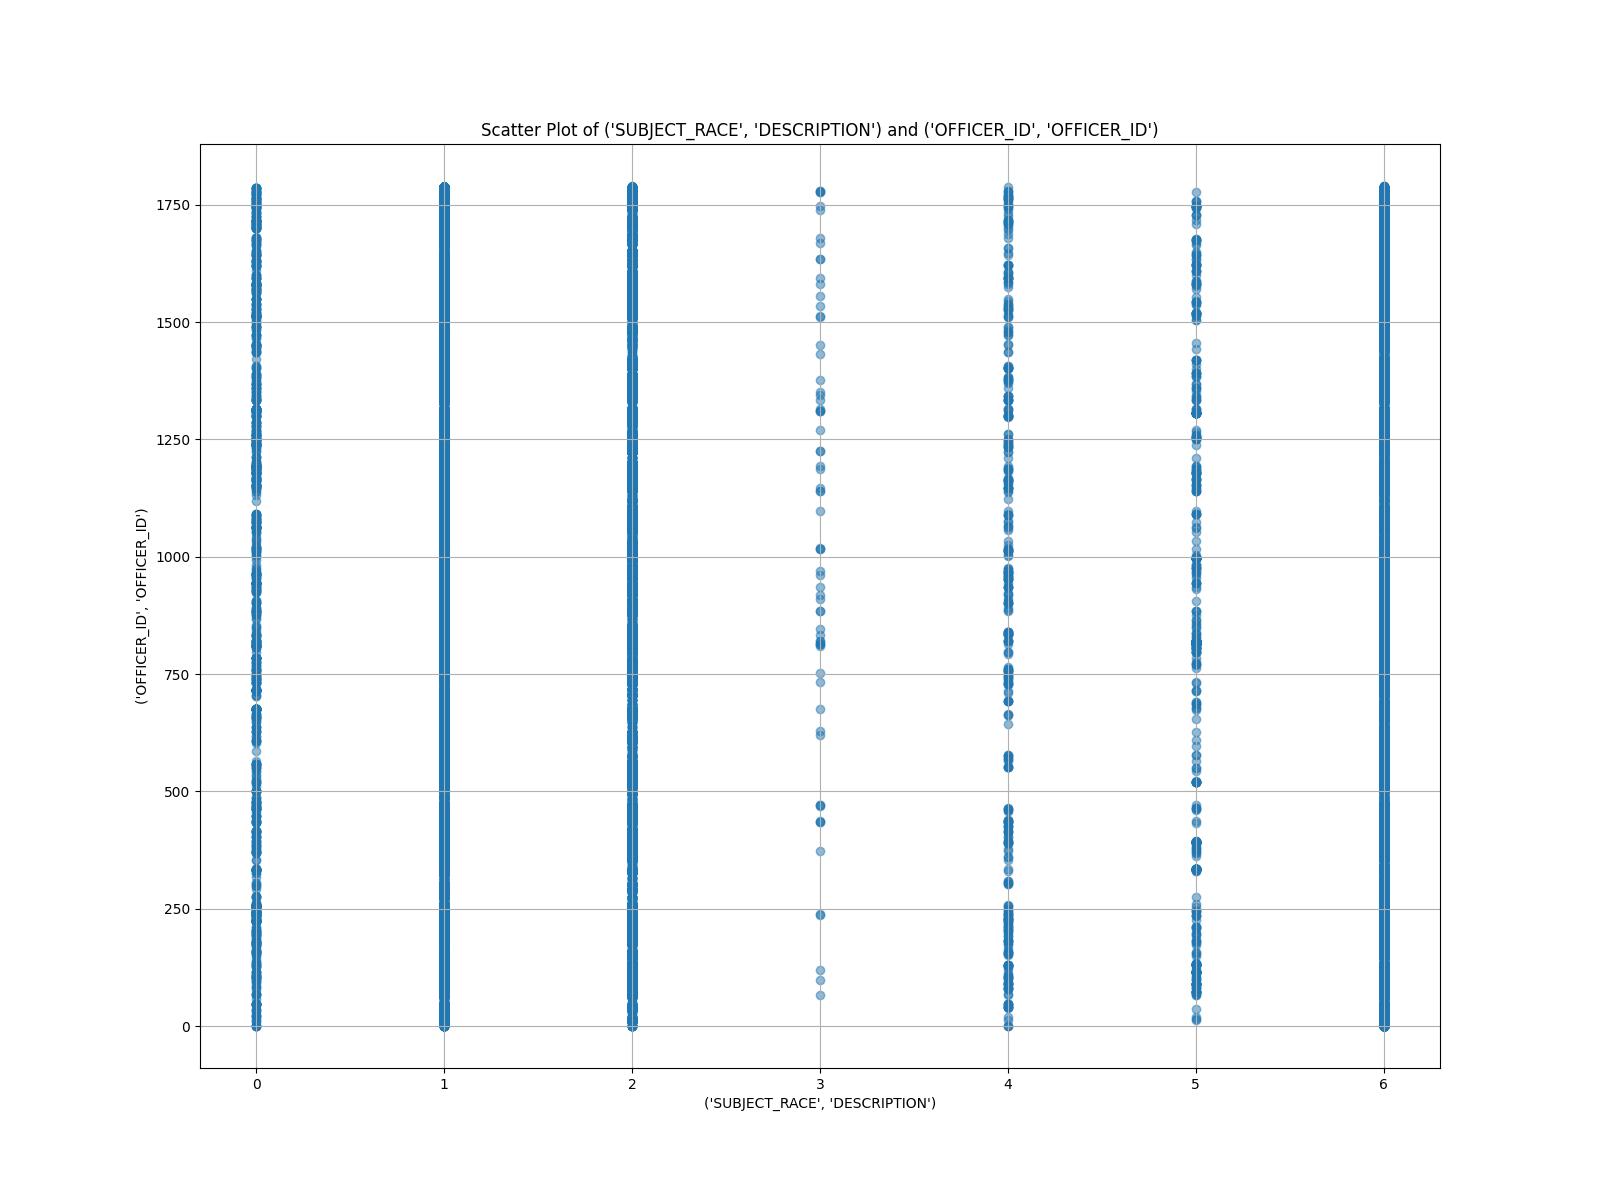 Scatter Plot of ('SUBJECT_RACE', 'DESCRIPTION') and ('OFFICER_ID', 'OFFICER_ID')
('OFFICER_ID', 'OFFICER_ID')
1750
1500
1250
1000
750
500
250
0
0 1 2 3 4 5 6
('SUBJECT_RACE', 'DESCRIPTION')